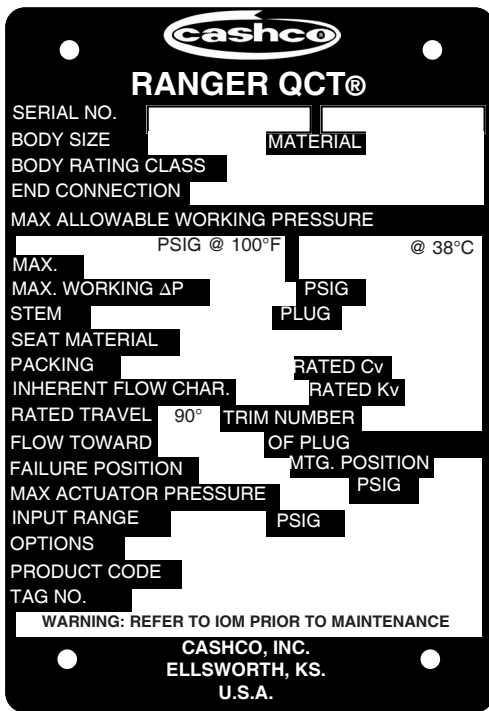 cashco
RANGER QCT®
SERIAL NO.
BODY SIZE MATERIAL
BODY RATING CLASS
END CONNECTION
MAX ALLOWABLE WORKING PRESSURE
PSIG @ 100°F @ 38°C
MAX.
MAX. WORKING ΔP PSIG
STEM PLUG
SEAT MATERIAL
PACKING RATED Cv
INHERENT FLOW CHAR. RATED Kv
RATED TRAVEL 90° TRIM NUMBER
FLOW TOWARD OF PLUG
FAILURE POSITION MTG. POSITION
MAX ACTUATOR PRESSURE PSIG
INPUT RANGE PSIG
OPTIONS
PRODUCT CODE
TAG NO.
WARNING: REFER TO IOM PRIOR TO MAINTENANCE
CASHCO, INC.
ELLSWORTH, KS.
U.S.A.